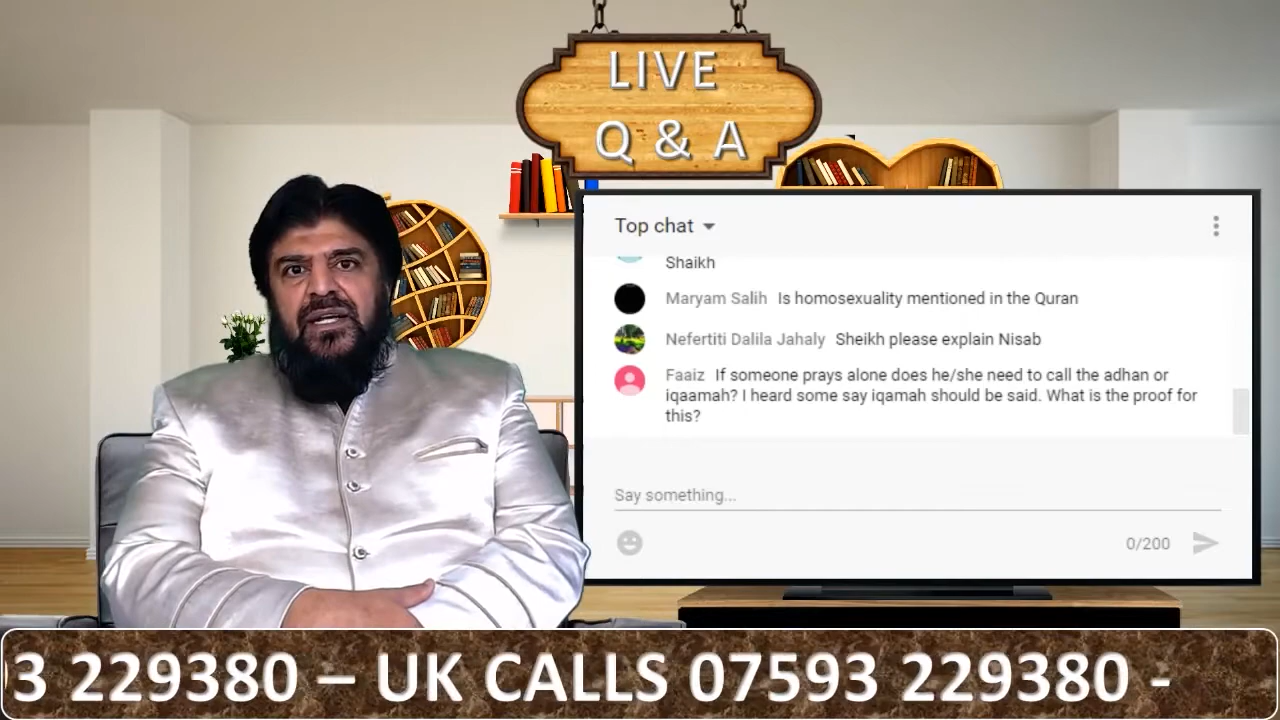 LIVE
Q & A
Top chat
Shaikh
Maryam Salih Is homosexuality mentioned in the Quran
Nefertiti Dalila Jahaly Sheikh please explain Nisab
Faaiz If someone prays alone does he/she need to call the adhan or
iqaamah? I heard some say iqamah should be said. What is the proof for
this?
Say something...
0/200
3 229380 – UK CALLS 07593 229380 -